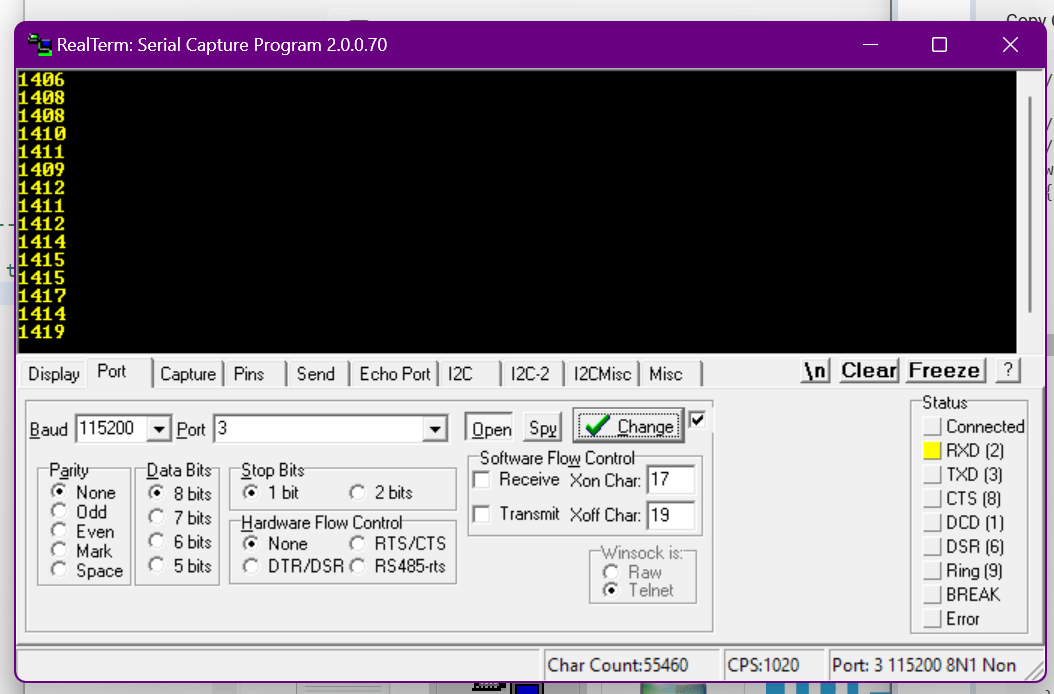 Copy
RealTerm: Serial Capture Program 2.0.0.70
1406
1408
1408
1410
1411
1409
1412
1411
1412
1414
1415
1415
1417
1414
1419
Display Port Capture Pins Send Echo Port I2C I2C-2 I2CMisc Misc \n Clear Freeze ?
Baud 115200 Port 3 Open Spy Change
Parity
None
Odd
Even
Mark
Space
Data Bits
8 bits
7 bits
6 bits
5 bits
Stop Bits
1 bit 2 bits
Hardware Flow Control
None RTS/CTS
DTR/DSR RS485-rts
Software Flow Control
Receive Xon Char: 17
Transmit Xoff Char: 19
Winsock is:
Raw
Telnet
Status
Connected
RXD (2)
TXD (3)
CTS (8)
DCD (1)
DSR (6)
Ring (9)
BREAK
Error
Char Count:55460 CPS:1020 Port: 3 115200 8N1 Non